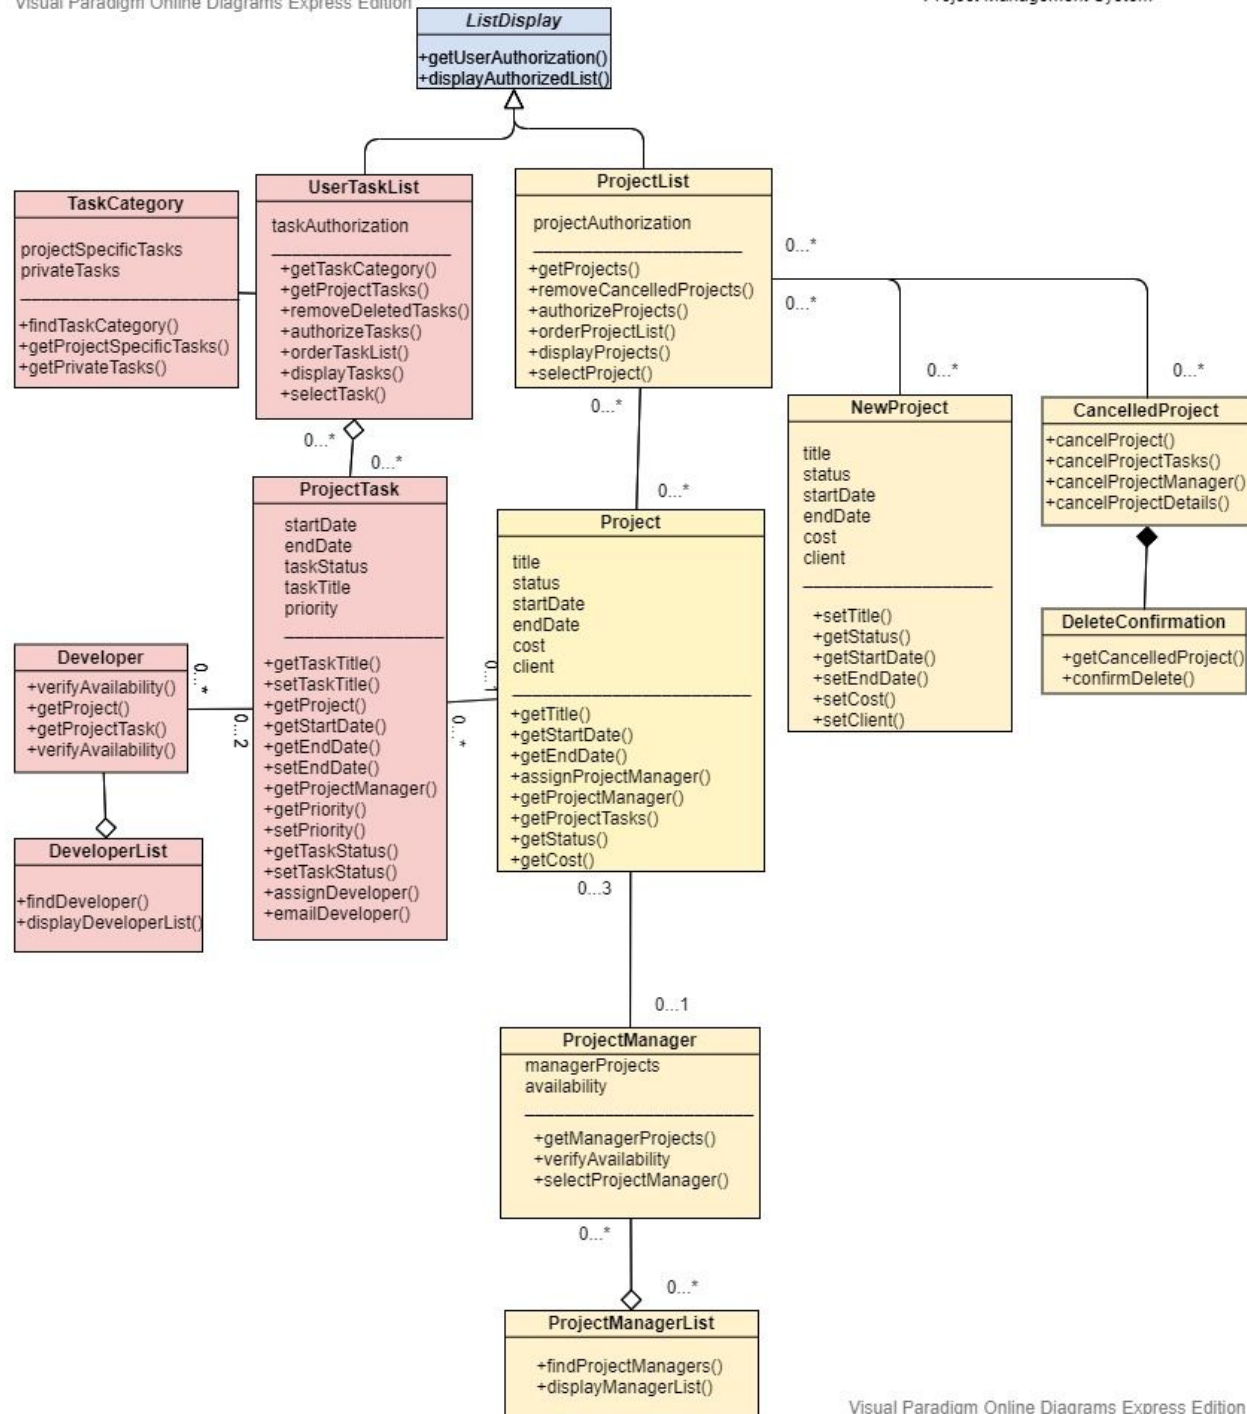 Visual Paradigm Online Diagrams Express Edition
Project Management System
ListDisplay
+getUserAuthorization()
+displayAuthorizedList()
TaskCategory
projectSpecificTasks
privateTasks
+findTaskCategory()
+getProjectSpecificTasks()
+getPrivateTasks()
UserTaskList
taskAuthorization
+getTaskCategory()
+getProjectTasks()
+removeDeletedTasks()
+authorizeTasks()
+orderTaskList()
+displayTasks()
+selectTask()
ProjectList
projectAuthorization
+getProjects()
+removeCancelledProjects()
+authorizeProjects()
+orderProjectList()
+displayProjects()
+selectProject()
0...*
0...*
0...*
0...*
0...*
0...*
0...*
0...*
NewProject
title
status
startDate
endDate
cost
client
+setTitle()
+getStatus()
+getStartDate()
+setEndDate()
+setCost()
+setClient()
CancelledProject
+cancelProject()
+cancelProjectTasks()
+cancelProjectManager()
+cancelProjectDetails()
DeleteConfirmation
+getCancelledProject()
+confirmDelete()
ProjectTask
startDate
endDate
taskStatus
taskTitle
priority
+getTaskTitle()
+setTaskTitle()
+getProject()
+getStartDate()
+getEndDate()
+setEndDate()
+getProjectManager()
+getPriority()
+setPriority()
+getTaskStatus()
+setTaskStatus()
+assignDeveloper()
+emailDeveloper()
Project
title
status
startDate
endDate
cost
client
+getTitle()
+getStartDate()
+getEndDate()
+assignProjectManager()
+getProjectManager()
+getProjectTasks()
+getStatus()
+getCost()
Developer
+verifyAvailability()
+getProject()
+getProjectTask()
+verifyAvailability()
0...*
0...2
0...*
0...1
DeveloperList
+findDeveloper()
+displayDeveloperList()
0...3
0...1
ProjectManager
managerProjects
availability
+getManagerProjects()
+verifyAvailability
+selectProjectManager()
0...*
0...*
ProjectManagerList
+findProjectManagers()
+displayManagerList()
Visual Paradigm Online Diagrams Express Edition